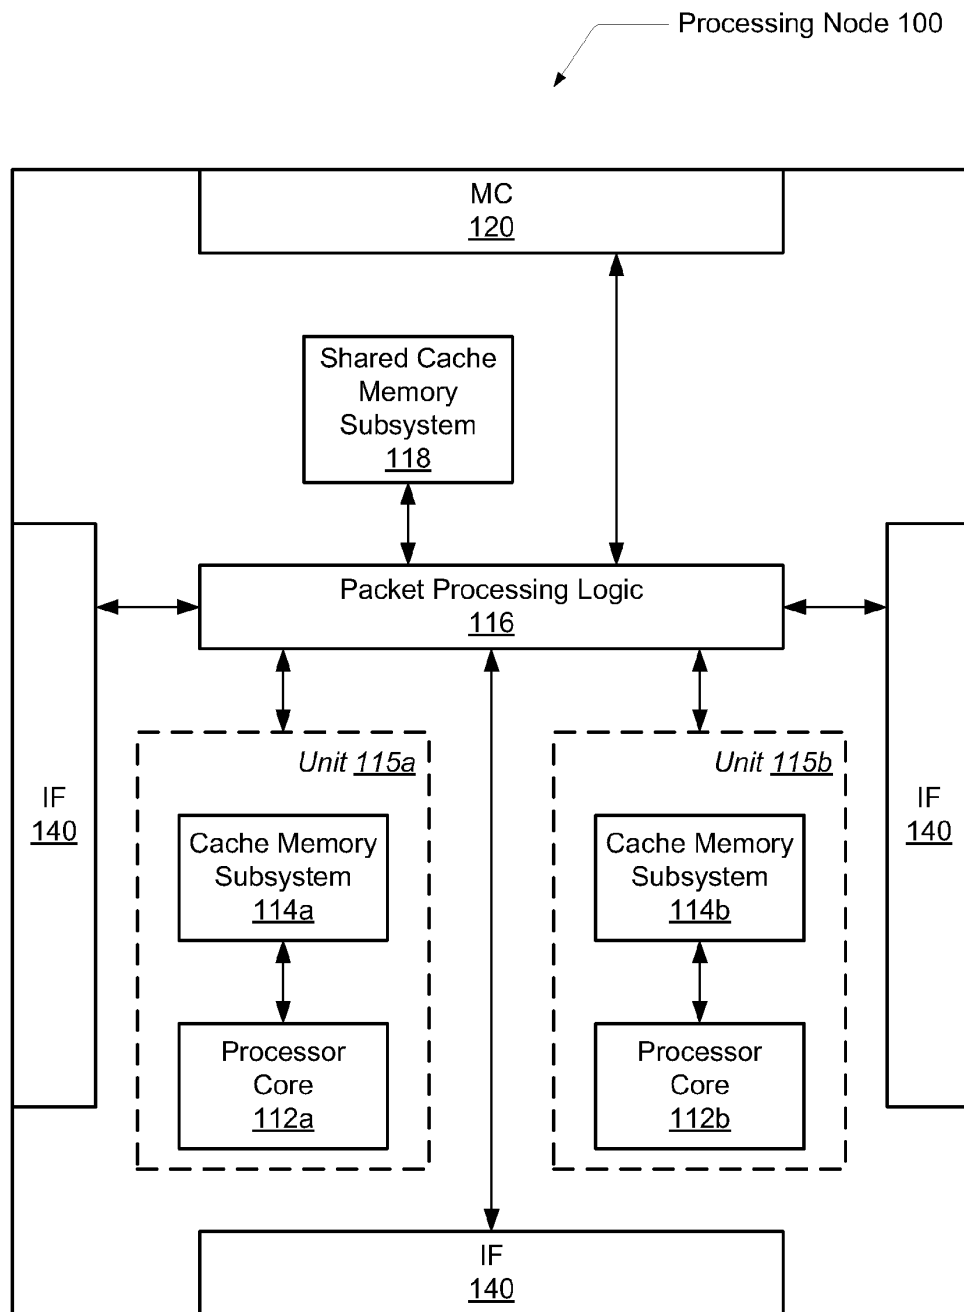 Processing Node 100
MC
120
Shared Cache
Memory
Subsystem
118
Packet Processing Logic
116
Unit 115a
Unit 115b
IF
140
Cache Memory
Subsystem
114a
Cache Memory
Subsystem
114b
IF
140
Processor
Core
112a
Processor
Core
112b
IF
140